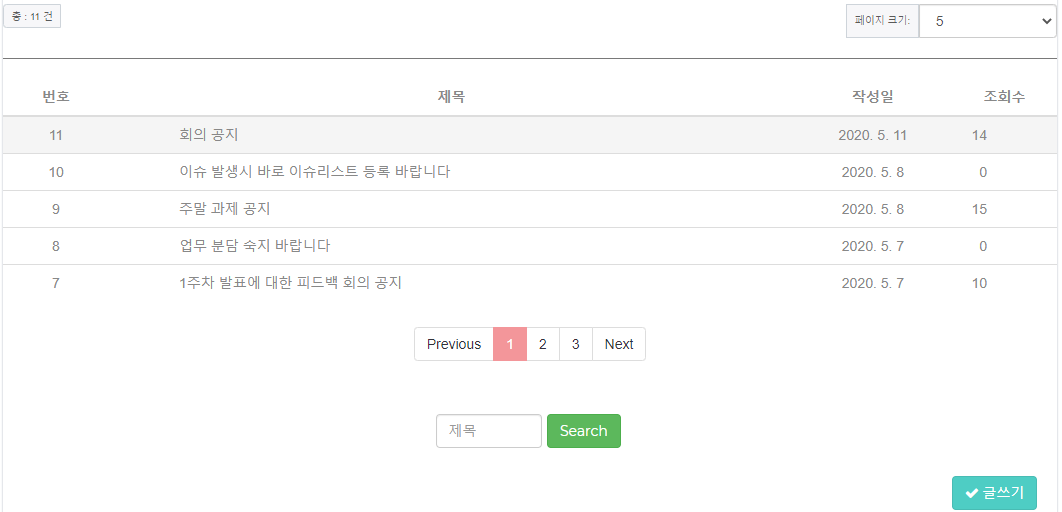 총 : 11 건 페이지 크기: 5
번호 제목 작성일 조회수
11 회의 공지 2020. 5. 11 14
10 이슈 발생시 바로 이슈리스트 등록 바랍니다 2020. 5. 8 0
9 주말 과제 공지 2020. 5. 8 15
8 업무 분담 숙지 바랍니다 2020. 5. 7 0
7 1주차 발표에 대한 피드백 회의 공지 2020. 5. 7 10
Previous 1 2 3 Next
제목 Search
글쓰기